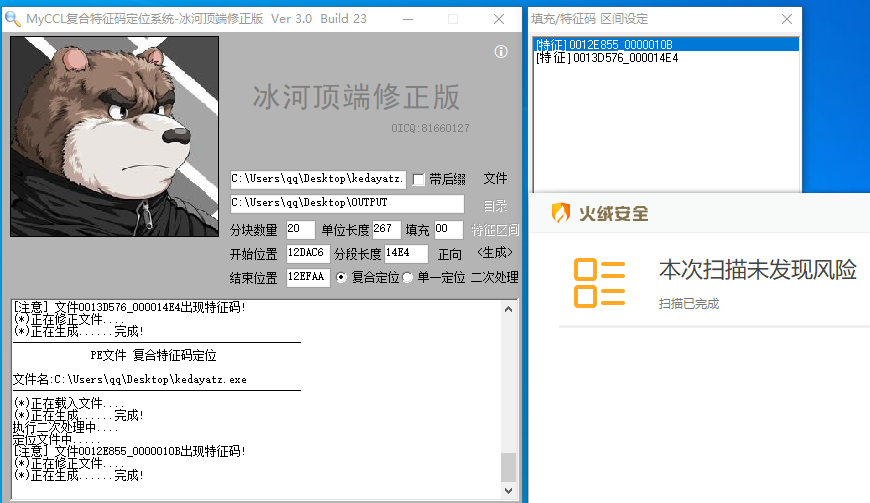 MyCCL复合特征码定位系统-冰河顶端修正版 Ver 3.0 Build 23
冰河顶端修正版
OICQ:81660127
C:\Users\qq\Desktop\kedayatz. 带后缀 文件
C:\Users\qq\Desktop\OUTPUT 目录
分块数量 20 单位长度 267 填充 00 特征区间
开始位置 12DAC6 分段长度 14E4 正向 <生成>
结束位置 12EFAA 复合定位 单一定位 二次处理
[注意] 文件0013D576_000014E4出现特征码!
(*)正在修正文件....
(*)正在生成......完成!
PE文件 复合特征码定位
文件名:C:\Users\qq\Desktop\kedayatz.exe
(*)正在载入文件....
(*)正在生成......完成!
执行二次处理中....
定位文件中.....
[注意] 文件0012E855_0000010B出现特征码!
(*)正在修正文件....
(*)正在生成......完成!
填充/特征码 区间设定
[特征]0012E855_0000010B
[特征]0013D576_000014E4
火绒安全
本次扫描未发现风险
扫描已完成